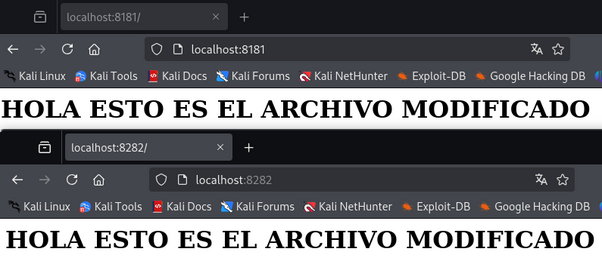 localhost:8181/
localhost:8181
Kali Linux Kali Tools Kali Docs Kali Forums Kali NetHunter Exploit-DB Google Hacking DB
HOLA ESTO ES EL ARCHIVO MODIFICADO
localhost:8282/
localhost:8282
Kali Linux Kali Tools Kali Docs Kali Forums Kali NetHunter Exploit-DB Google Hacking DB
HOLA ESTO ES EL ARCHIVO MODIFICADO